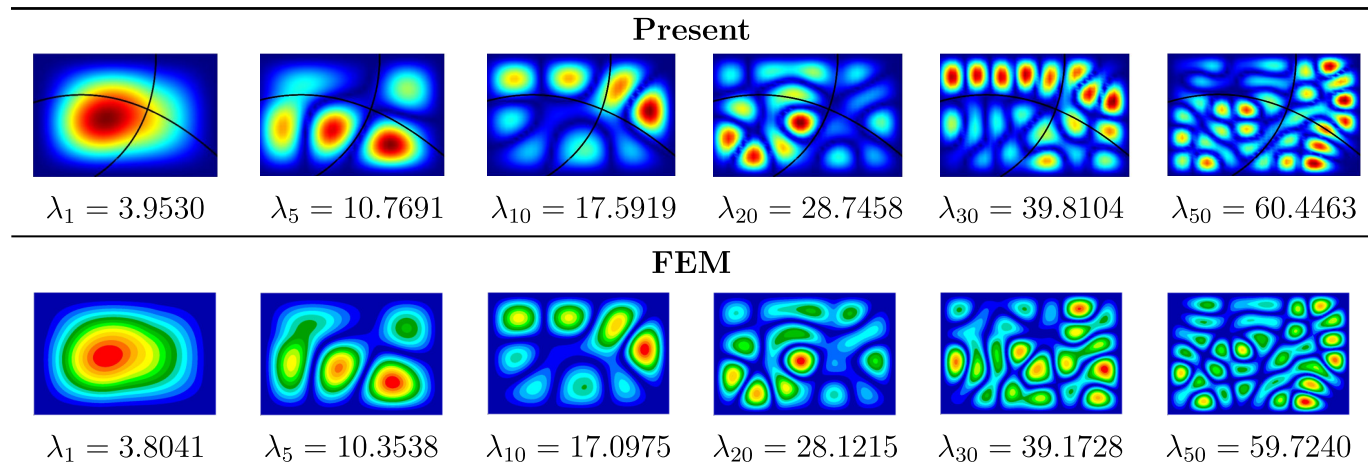 Present
λ₁ = 3.9530 λ₅ = 10.7691 λ₁₀ = 17.5919 λ₂₀ = 28.7458 λ₃₀ = 39.8104 λ₅₀ = 60.4463
FEM
λ₁ = 3.8041 λ₅ = 10.3538 λ₁₀ = 17.0975 λ₂₀ = 28.1215 λ₃₀ = 39.1728 λ₅₀ = 59.7240